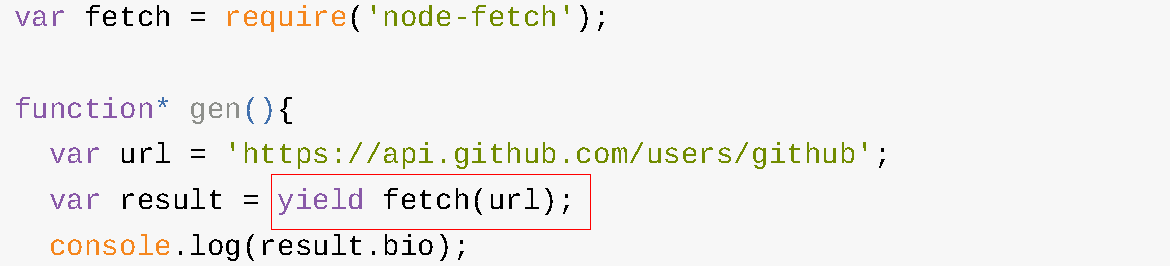 var fetch = require('node-fetch');
function* gen(){
var url = 'https://api.github.com/users/github';
var result = yield fetch(url);
console.log(result.bio);